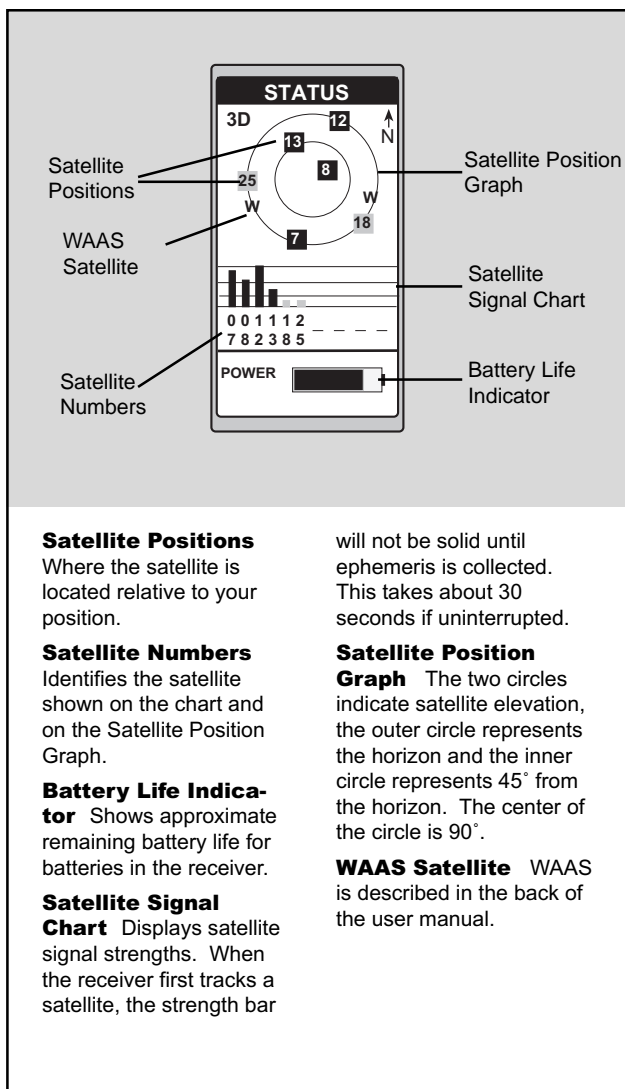 STATUS
3D
12
N
13
8
25
W
W
18
7
Satellite
Positions
WAAS
Satellite
Satellite
Numbers
Satellite Position
Graph
Satellite
Signal Chart
Battery Life
Indicator
0 0 1 1 1 2
7 8 2 3 8 5
POWER
Satellite Positions
Where the satellite is
located relative to your
position.
Satellite Numbers
Identifies the satellite
shown on the chart and
on the Satellite Position
Graph.
Battery Life Indica-
tor Shows approximate
remaining battery life for
batteries in the receiver.
Satellite Signal
Chart Displays satellite
signal strengths. When
the receiver first tracks a
satellite, the strength bar
will not be solid until
ephemeris is collected.
This takes about 30
seconds if uninterrupted.
Satellite Position
Graph The two circles
indicate satellite elevation,
the outer circle represents
the horizon and the inner
circle represents 45˚ from
the horizon. The center of
the circle is 90˚.
WAAS Satellite WAAS
is described in the back of
the user manual.